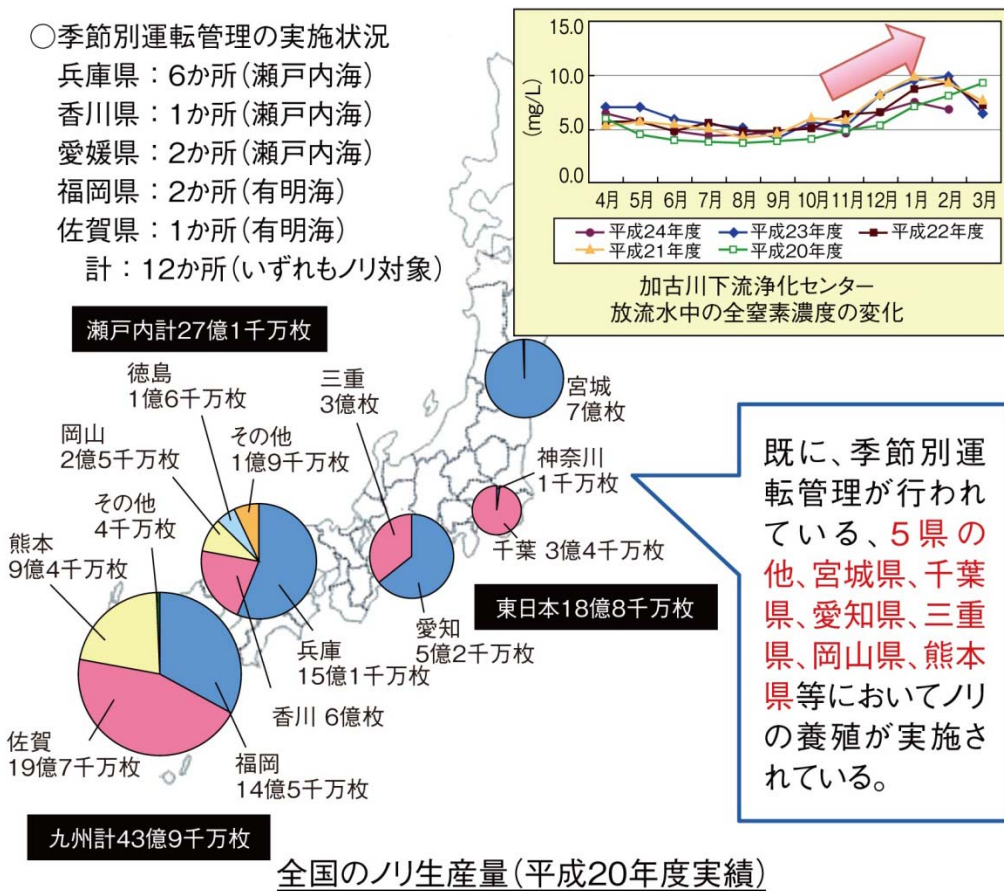 ○季節別運転管理の実施状況
兵庫県：6か所(瀬戸内海)
香川県：1か所(瀬戸内海)
愛媛県：2か所(瀬戸内海)
福岡県：2か所(有明海)
佐賀県：1か所(有明海)
計：12か所(いずれもノリ対象)
15.0
10.0
5.0
0.0
(mg/L)
4月 5月 6月 7月 8月 9月 10月 11月 12月 1月 2月 3月
平成24年度 平成23年度 平成22年度
平成21年度 平成20年度
加古川下流浄化センター
放流水中の全窒素濃度の変化
瀬戸内計27億1千万枚
徳島
1億6千万枚
岡山
2億5千万枚
その他
1億9千万枚
その他
4千万枚
熊本
9億4千万枚
三重
3億枚
宮城
7億枚
神奈川
1千万枚
千葉 3億4千万枚
東日本18億8千万枚
愛知
5億2千万枚
兵庫
15億1千万枚
香川 6億枚
佐賀
19億7千万枚
福岡
14億5千万枚
九州計43億9千万枚
既に、季節別運
転管理が行われ
ている、5県の
他、宮城県、千葉
県、愛知県、三重
県、岡山県、熊本
県等においてノリ
の養殖が実施さ
れている。
全国のノリ生産量(平成20年度実績)